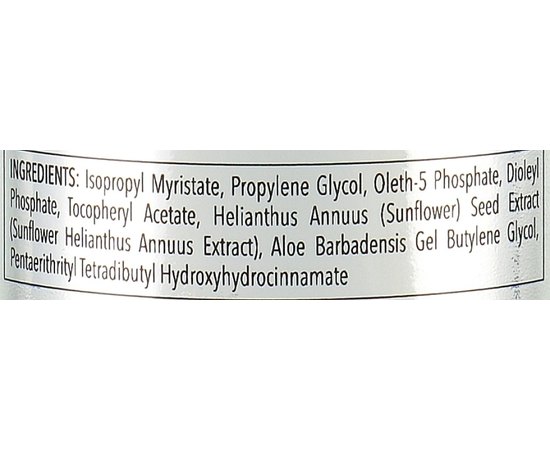 INGREDIENTS: Isopropyl Myristate, Propylene Glycol, Oleth-5 Phosphate, Dioleyl
Phosphate, Tocopheryl Acetate, Helianthus Annuus (Sunflower) Seed Extract
(Sunflower Helianthus Annuus Extract), Aloe Barbadensis Gel Butylene Glycol,
Pentaerithrityl Tetradibutyl Hydroxyhydrocinnamate